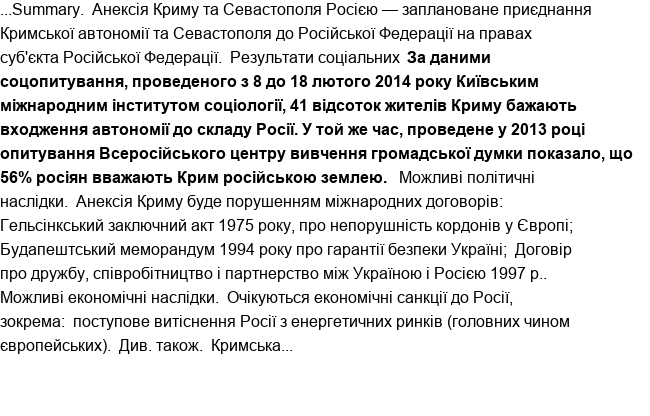 ...Summary.  Анексія Криму та Севастополя Росією — заплановане приєднання
Кримської автономії та Севастополя до Російської Федерації на правах
суб'єкта Російської Федерації.  Результати соціальних  За даними
соцопитування, проведеного з 8 до 18 лютого 2014 року Київським
міжнародним інститутом соціології, 41 відсоток жителів Криму бажають
входження автономії до складу Росії. У той же час, проведене у 2013 році
опитування Всеросійського центру вивчення громадської думки показало, що
56% росіян вважають Крим російською землею.   Можливі політичні
наслідки.  Анексія Криму буде порушенням міжнародних договорів:
Гельсінкський заключний акт 1975 року, про непорушність кордонів у Європі;
Будапештський меморандум 1994 року про гарантії безпеки Україні;  Договір
про дружбу, співробітництво і партнерство між Україною і Росією 1997 р..
Можливі економічні наслідки.  Очікуються економічні санкції до Росії,
зокрема:  поступове витіснення Росії з енергетичних ринків (головних чином
європейських).  Див. також.  Кримська...